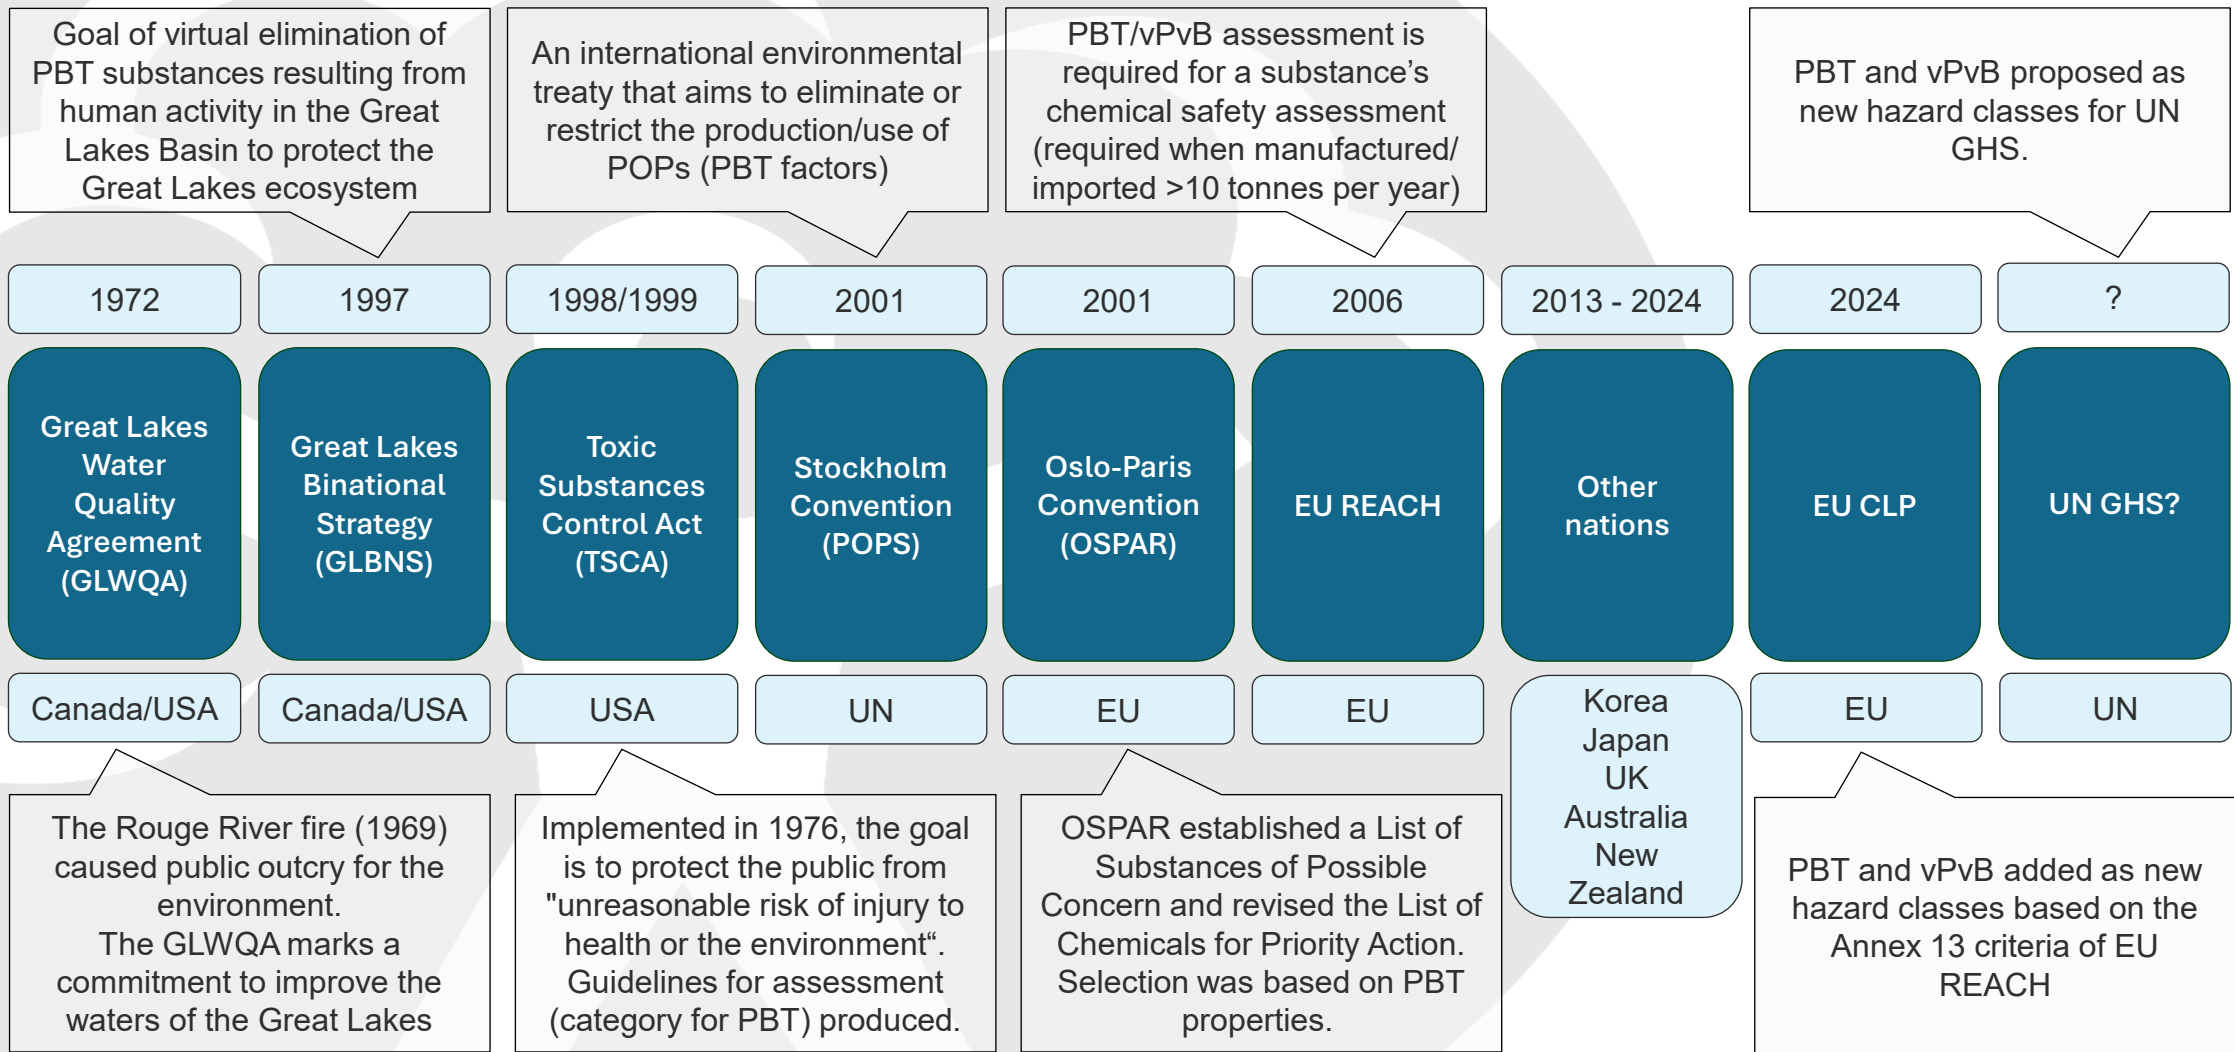 Goal of virtual elimination of
PBT substances resulting from
human activity in the Great
Lakes Basin to protect the
Great Lakes ecosystem
An international environmental
treaty that aims to eliminate or
restrict the production/use of
POPs (PBT factors)
PBT/vPvB assessment is
required for a substance’s
chemical safety assessment
(required when manufactured/
imported >10 tonnes per year)
PBT and vPvB proposed as
new hazard classes for UN
GHS.
1972
1997
1998/1999
2001
2001
2006
2013 - 2024
2024
?
Great Lakes
Water
Quality
Agreement
(GLWQA)
Great Lakes
Binational
Strategy
(GLBNS)
Toxic
Substances
Control Act
(TSCA)
Stockholm
Convention
(POPS)
Oslo-Paris
Convention
(OSPAR)
EU REACH
Other
nations
EU CLP
UN GHS?
Canada/USA
Canada/USA
USA
UN
EU
EU
Korea
Japan
UK
Australia
New
Zealand
EU
UN
The Rouge River fire (1969)
caused public outcry for the
environment.
The GLWQA marks a
commitment to improve the
waters of the Great Lakes
Implemented in 1976, the goal
is to protect the public from
"unreasonable risk of injury to
health or the environment“.
Guidelines for assessment
(category for PBT) produced.
OSPAR established a List of
Substances of Possible
Concern and revised the List of
Chemicals for Priority Action.
Selection was based on PBT
properties.
PBT and vPvB added as new
hazard classes based on the
Annex 13 criteria of EU
REACH